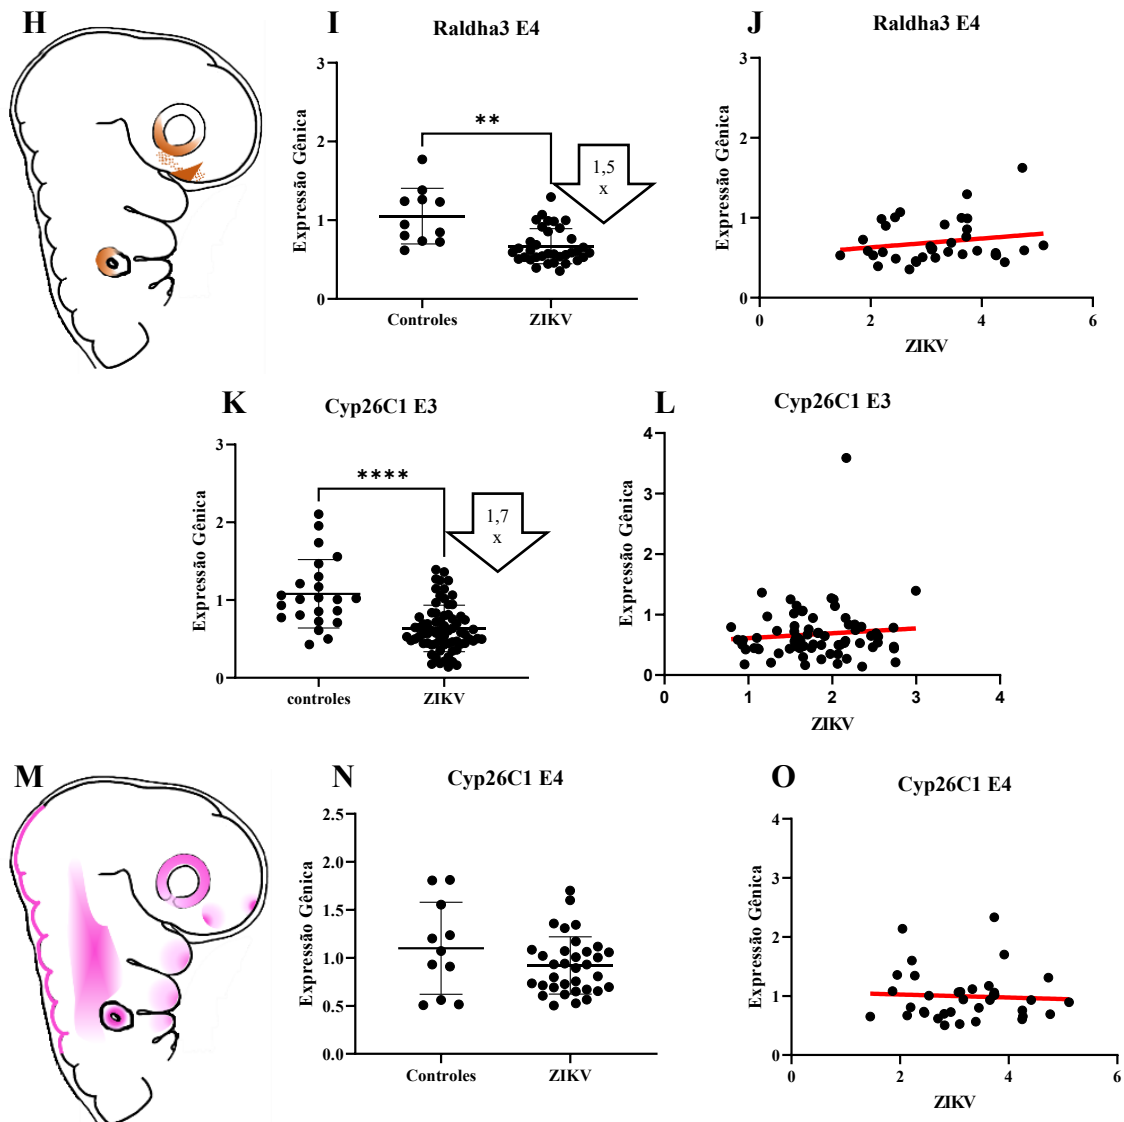 H
I
Raldha3 E4
Expressão Gênica
3
2
1
0
**
1,5
x
Controles
ZIKV
J
Raldha3 E4
Expressão Gênica
3
2
1
0
0
2
4
6
ZIKV
K
Cyp26C1 E3
Expressão Gênica
3
2
1
0
****
1,7
x
controles
ZIKV
L
Cyp26C1 E3
Expressão Gênica
4
3
2
1
0
0
1
2
3
4
ZIKV
M
N
Cyp26C1 E4
Expressão Gênica
2.5
2.0
1.5
1.0
0.5
0.0
Controles
ZIKV
O
Cyp26C1 E4
Expressão Gênica
4
3
2
1
0
0
2
4
6
ZIKV